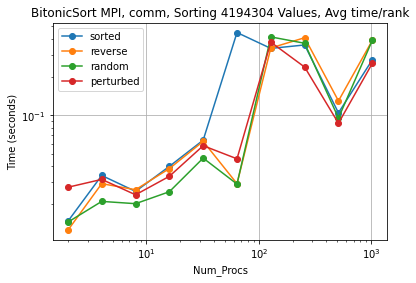 BitonicSort MPI, comm, Sorting 4194304 Values, Avg time/rank
sorted
reverse
random
perturbed
Time (seconds)
10⁻¹
10¹
10²
10³
Num_Procs